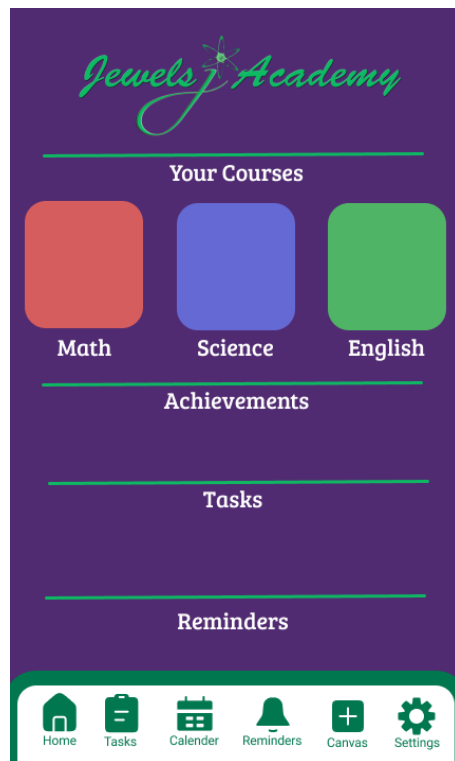 Jewels j Academy
Your Courses
Math Science English
Achievements
Tasks
Reminders
Home Tasks Calender Reminders Canvas Settings